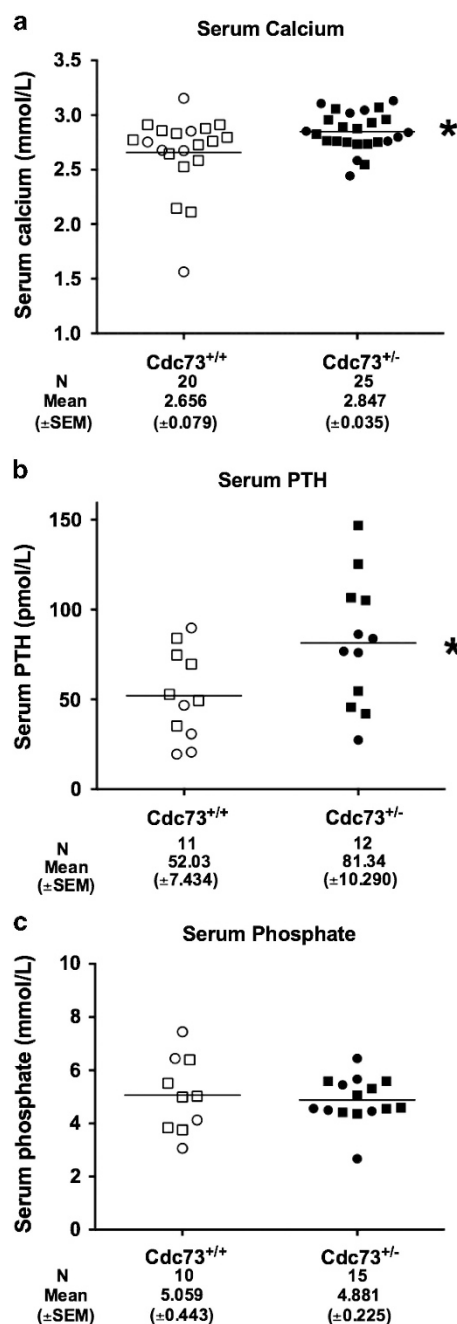 a
Serum Calcium
Serum calcium (mmol/L)
3.5
3.0
2.5
2.0
1.5
1.0
*
Cdc73+/+ Cdc73+/-
N 20 25
Mean 2.656 2.847
(±SEM) (±0.079) (±0.035)
b
Serum PTH
Serum PTH (pmol/L)
150
100
50
0
*
Cdc73+/+ Cdc73+/-
N 11 12
Mean 52.03 81.34
(±SEM) (±7.434) (±10.290)
c
Serum Phosphate
Serum phosphate (mmol/L)
10
8
6
4
2
0
Cdc73+/+ Cdc73+/-
N 10 15
Mean 5.059 4.881
(±SEM) (±0.443) (±0.225)